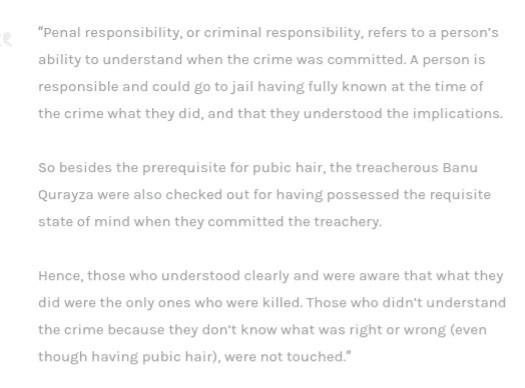 "Penal responsibility, or criminal responsibility, refers to a person's
ability to understand when the crime was committed. A person is
responsible and could go to jail having fully known at the time of
the crime what they did, and that they understood the implications.
So besides the prerequisite for pubic hair, the treacherous Banu
Qurayza were also checked out for having possessed the requisite
state of mind when they committed the treachery.
Hence, those who understood clearly and were aware that what they
did were the only ones who were killed. Those who didn't understand
the crime because they don't know what was right or wrong (even
though having pubic hair), were not touched."